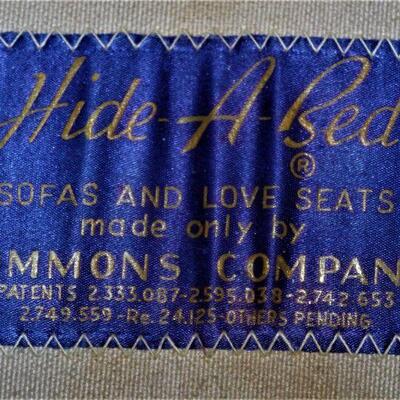 Hide-A-Bed
®
SOFAS AND LOVE SEATS
made only by
IMMONS COMPAN
PATENTS 2.333.087-2.595.038-2.742.653
2.749.559-Re. 24.125-OTHERS PENDING.